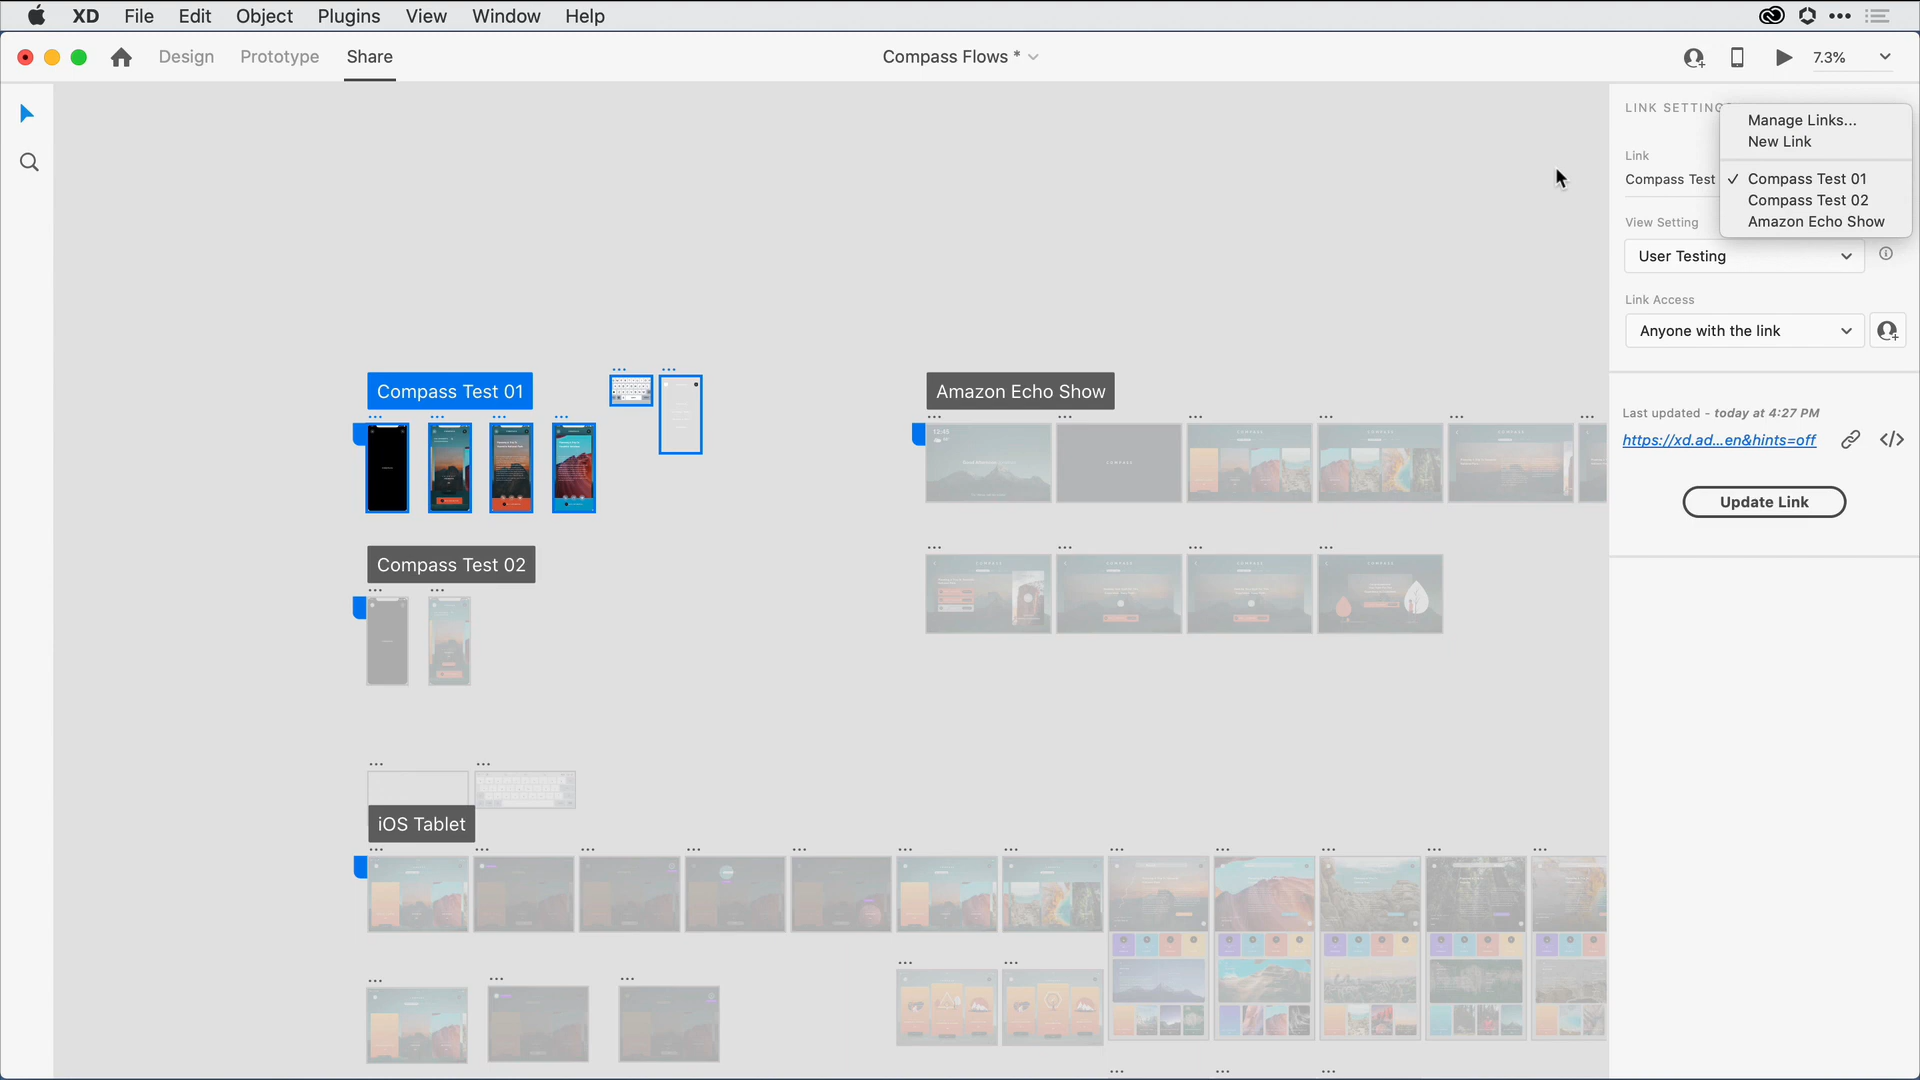 XD File Edit Object Plugins View Window Help
Design Prototype Share
Compass Flows *
7.3%
LINK SETTING
Manage Links...
New Link
Compass Test 01
Compass Test 02
Amazon Echo Show
Link
Compass Test
View Setting
User Testing
Link Access
Anyone with the link
Last updated - today at 4:27 PM
https://xd.ad...en&hints=off
Update Link
Compass Test 01
Amazon Echo Show
12:45
COMPASS
Compass Test 02
iOS Tablet